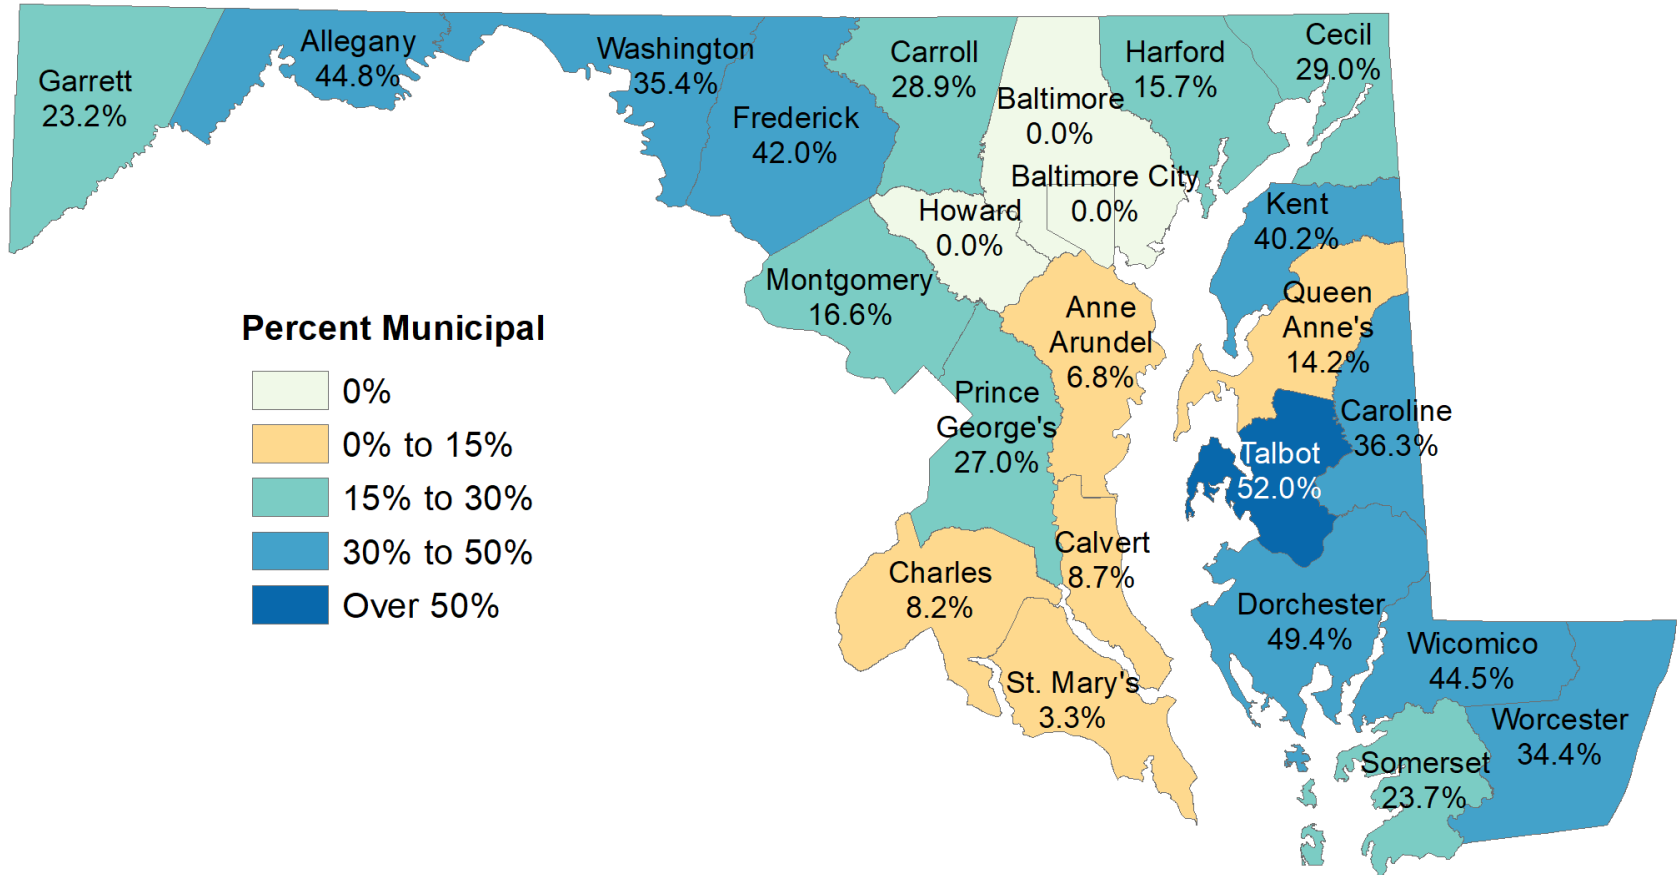 Garrett
23.2%
Allegany
44.8%
Washington
35.4%
Frederick
42.0%
Carroll
28.9%
Baltimore
0.0%
Baltimore City
0.0%
Howard
0.0%
Harford
15.7%
Cecil
29.0%
Kent
40.2%
Queen
Anne's
14.2%
Montgomery
16.6%
Anne
Arundel
6.8%
Prince
George's
27.0%
Caroline
36.3%
Talbot
52.0%
Calvert
8.7%
Charles
8.2%
St. Mary's
3.3%
Dorchester
49.4%
Wicomico
44.5%
Worcester
34.4%
Somerset
23.7%
Percent Municipal
0%
0% to 15%
15% to 30%
30% to 50%
Over 50%